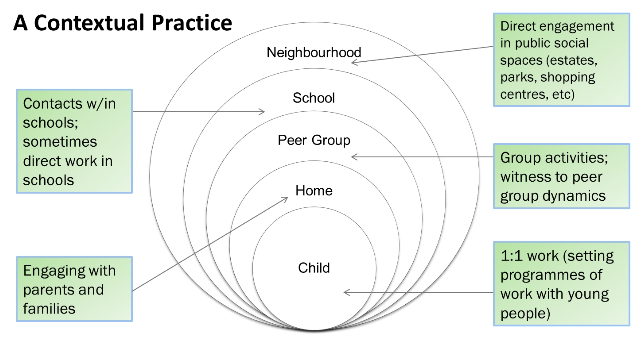 A Contextual Practice
Neighbourhood
School
Peer Group
Home
Child
Contacts w/in
schools;
sometimes
direct work in
schools
Engaging with
parents and
families
Direct engagement
in public social
spaces (estates,
parks, shopping
centres, etc)
Group activities;
witness to peer
group dynamics
1:1 work (setting
programmes of
work with young
people)